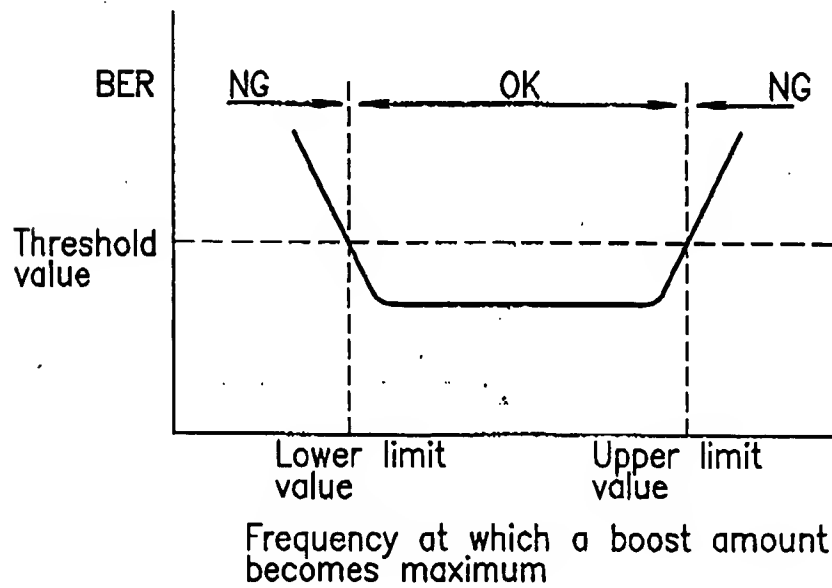 BER
NG
OK
NG
Threshold
value
Lower limit
value
Upper limit
value
Frequency at which a boost amount
becomes maximum